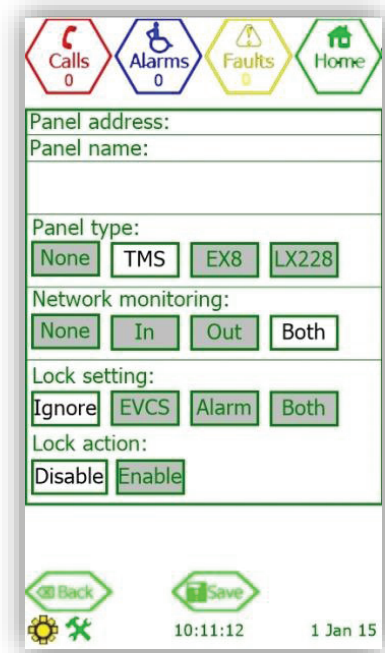 Calls Alarms Faults Home
0 0 0
Panel address:
Panel name:
Panel type:
None TMS EX8 LX228
Network monitoring:
None In Out Both
Lock setting:
Ignore EVCS Alarm Both
Lock action:
Disable Enable
Back Save
10:11:12 1 Jan 15